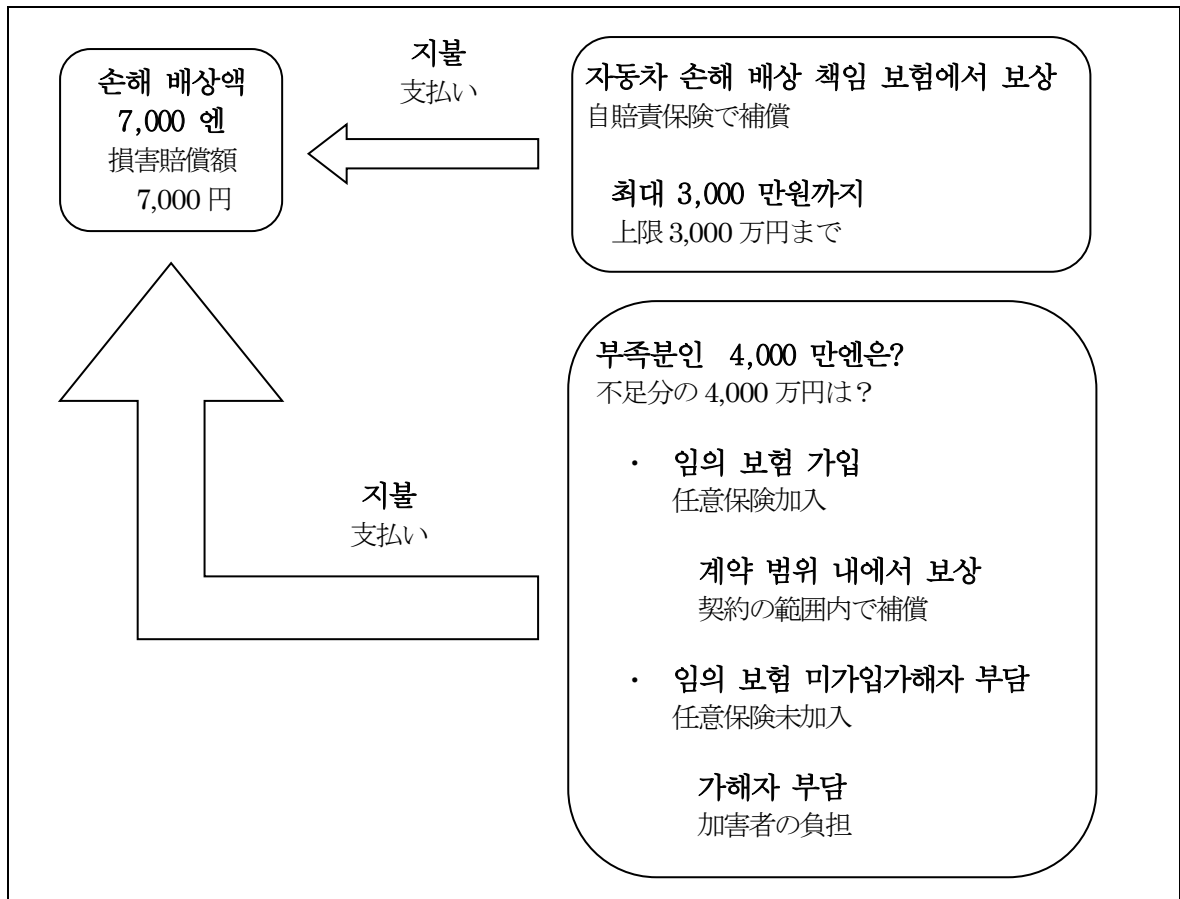 손해 배상액
7,000 엔
損害賠償額
7,000 円
지불
支払い
자동차 손해 배상 책임 보험에서 보상
自賠責保険で補償
최대 3,000 만원까지
上限 3,000 万円まで
부족분인 4,000 만엔은?
不足分の 4,000 万円は？
・ 임의 보험 가입
任意保険加入
계약 범위 내에서 보상
契約の範囲内で補償
・ 임의 보험 미가입가해자 부담
任意保険未加入
가해자 부담
加害者の負担
지불
支払い